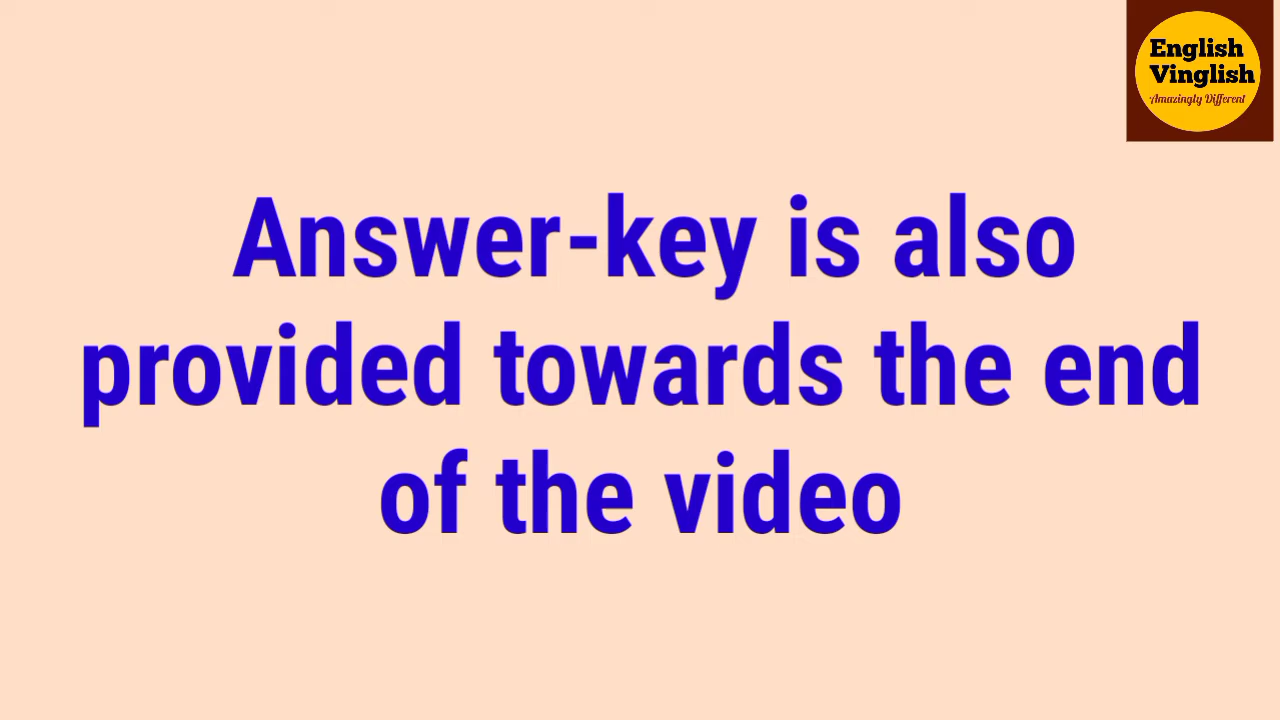 English
Vinglish
Amazingly Different
Answer-key is also
provided towards the end
of the video